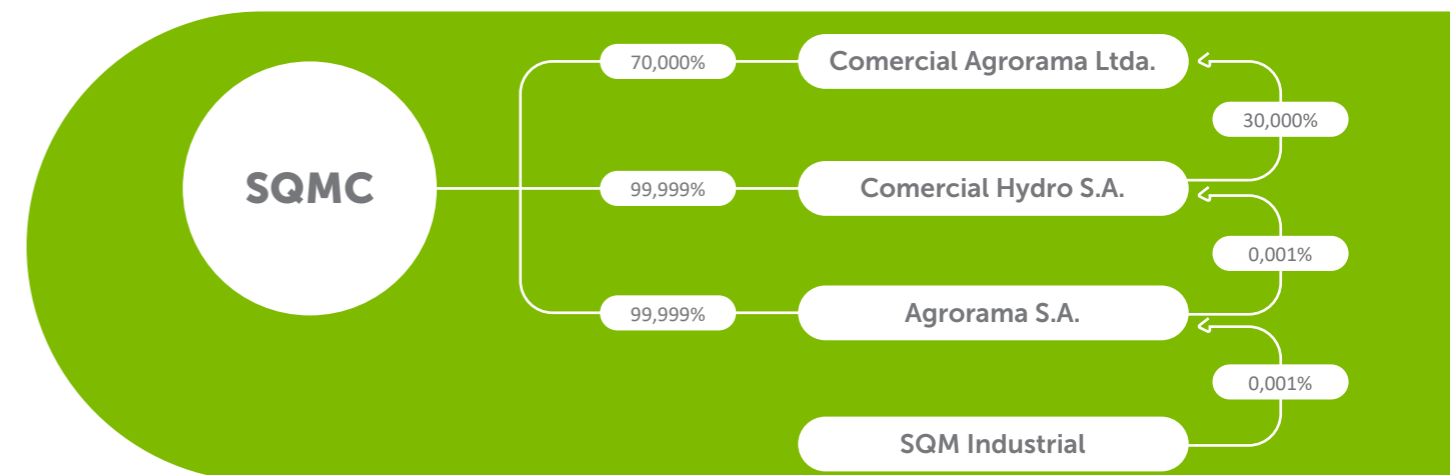 SQMC
70,000%
Comercial Agrorama Ltda.
30,000%
99,999%
Comercial Hydro S.A.
0,001%
99,999%
Agrorama S.A.
0,001%
SQM Industrial